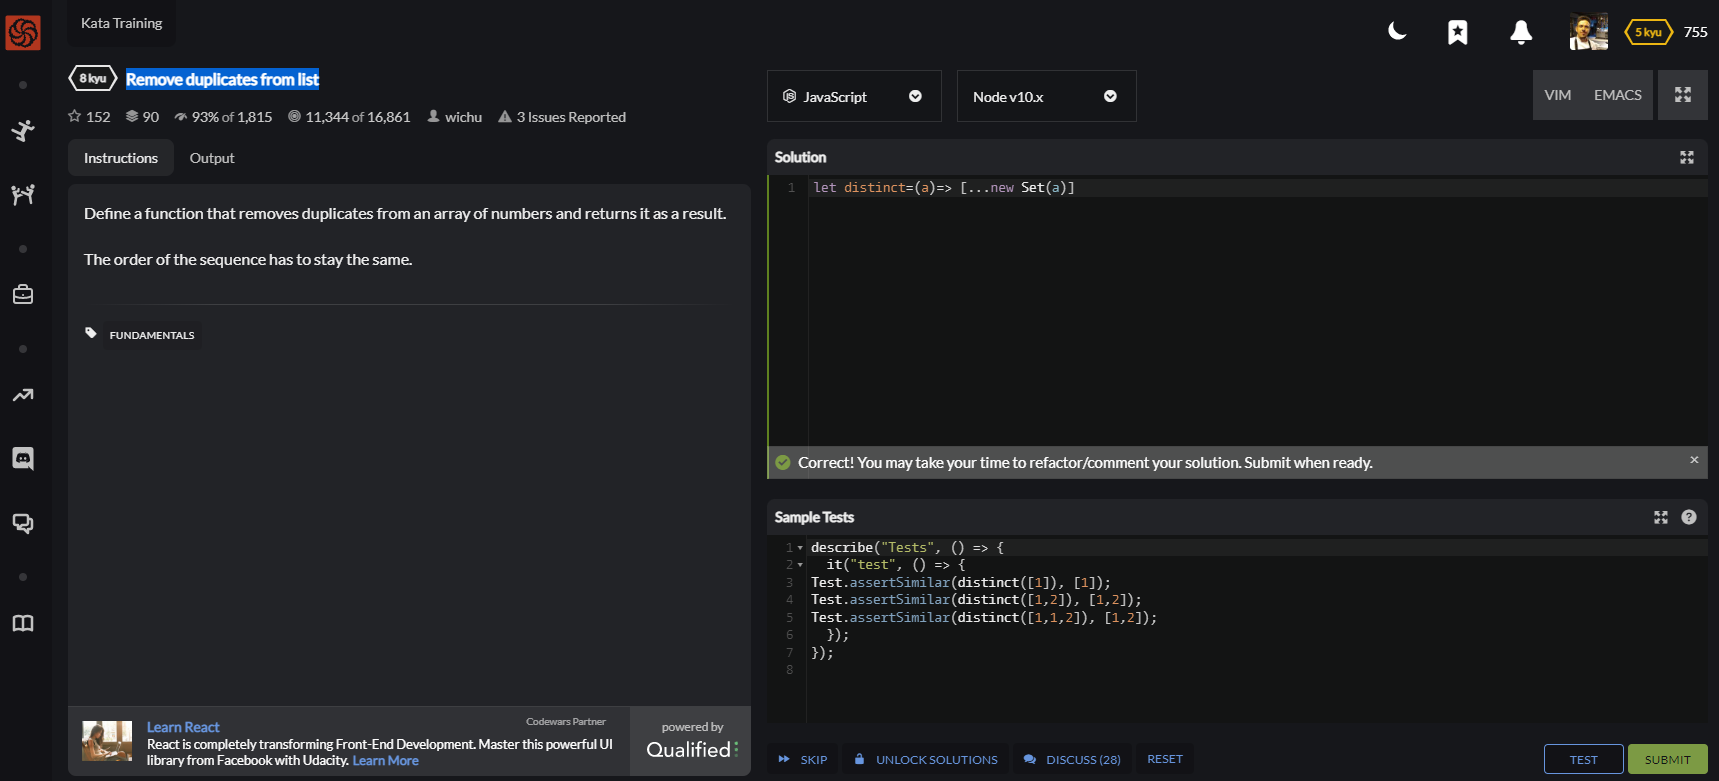 Kata Training
5 kyu 755
8 kyu Remove duplicates from list
152 90 93% of 1,815 11,344 of 16,861 wichu 3 Issues Reported
Instructions Output
Define a function that removes duplicates from an array of numbers and returns it as a result.
The order of the sequence has to stay the same.
FUNDAMENTALS
Learn React
Codewars Partner
React is completely transforming Front-End Development. Master this powerful UI
library from Facebook with Udacity. Learn More
powered by
Qualified
JavaScript Node v10.x VIM EMACS
Solution
1 let distinct=(a)=> [...new Set(a)]
Correct! You may take your time to refactor/comment your solution. Submit when ready. ×
Sample Tests ?
1 describe("Tests", () => {
2 it("test", () => {
3 Test.assertSimilar(distinct([1]), [1]);
4 Test.assertSimilar(distinct([1,2]), [1,2]);
5 Test.assertSimilar(distinct([1,1,2]), [1,2]);
6 });
7 });
8
SKIP UNLOCK SOLUTIONS DISCUSS (28) RESET TEST SUBMIT